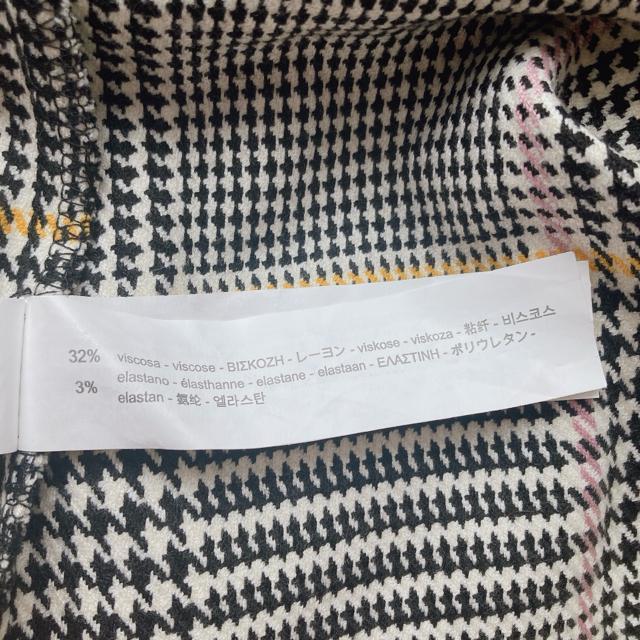 32% viscosa - viscose - ΒΙΣΚΟΖΗ - レーヨン - viskose - viskoza - 粘纤 - 비스코스
3% elastano - élasthanne - elastane - elastaan - ΕΛΑΣΤΙΝΗ - ポリウレタン -
elastan - 氨纶 - 엘라스탄